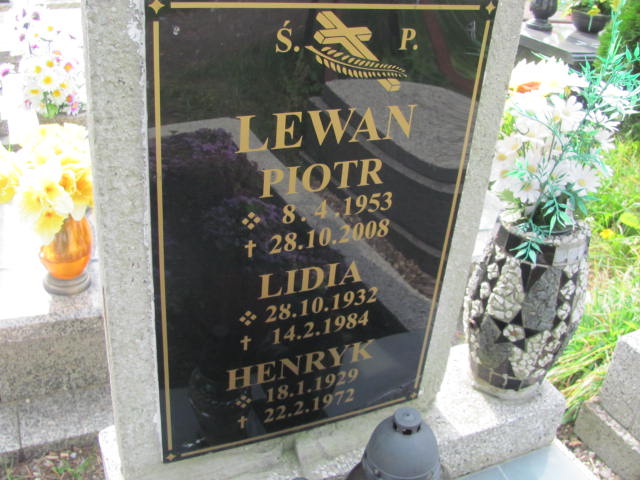 Ś. P.
LEWAN
PIOTR
8.4.1953
✝ 28.10.2008
LIDIA
28.10.1932
✝ 14.2.1984
HENRYK
18.1.1929
✝ 22.2.1972